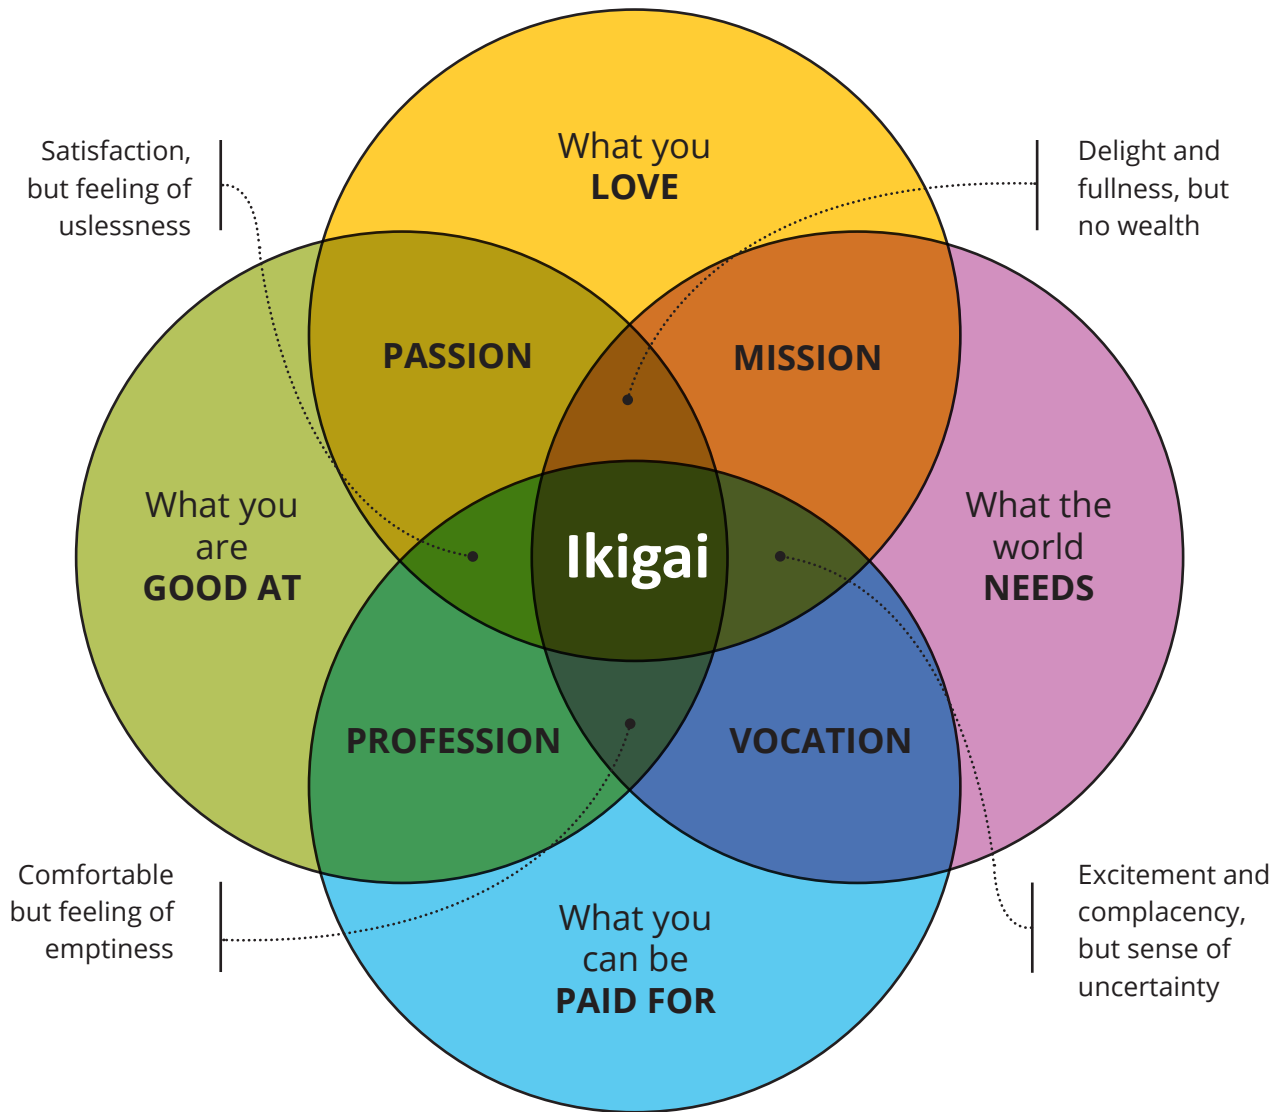 What you
LOVE
Satisfaction,
but feeling of
uslessness
Delight and
fullness, but
no wealth
PASSION
MISSION
What you
are
GOOD AT
Ikigai
What the
world
NEEDS
PROFESSION
VOCATION
Comfortable
but feeling of
emptiness
What you
can be
PAID FOR
Excitement and
complacency,
but sense of
uncertainty